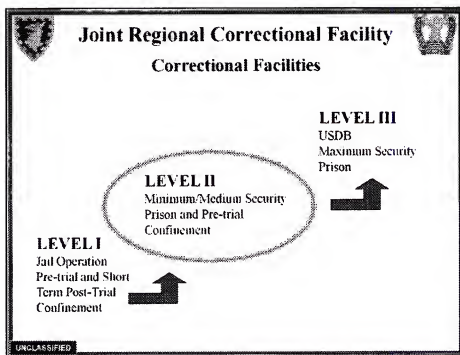 Joint Regional Correctional Facility
Correctional Facilities
LEVEL III
USDB
Maximum Security
Prison
LEVEL II
Minimum/Medium Security
Prison and Pre-trial
Confinement
LEVEL I
Jail Operation
Pre-trial and Short
Term Post-Trial
Confinement
UNCLASSIFIED